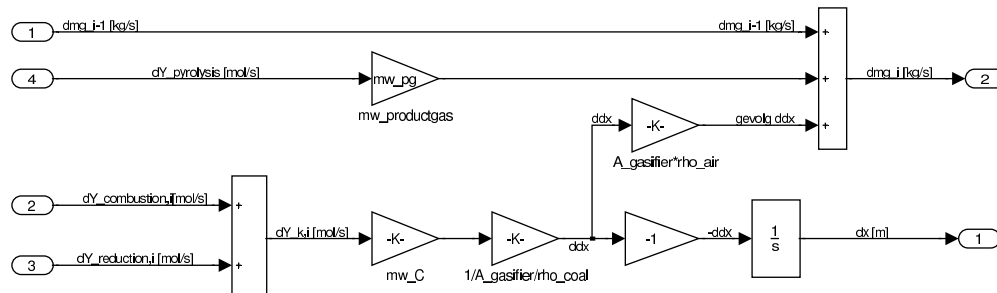 1
dmg_i-1 [kg/s]
dmg_i-1 [kg/s]
+
4
dY_pyrolysis [mol/s]
mw_pg
mw_productgas
+
dmg_i [kg/s]
2
ddx
-K-
A_gasifier*rho_air
gevolg ddx
+
2
dY_combustion,i[mol/s]
+
dY_k,i [mol/s]
-K-
mw_C
-K-
1/A_gasifier/rho_coal
ddx
-1
-ddx
1
s
dx [m]
1
3
dY_reduction,i [mol/s]
+